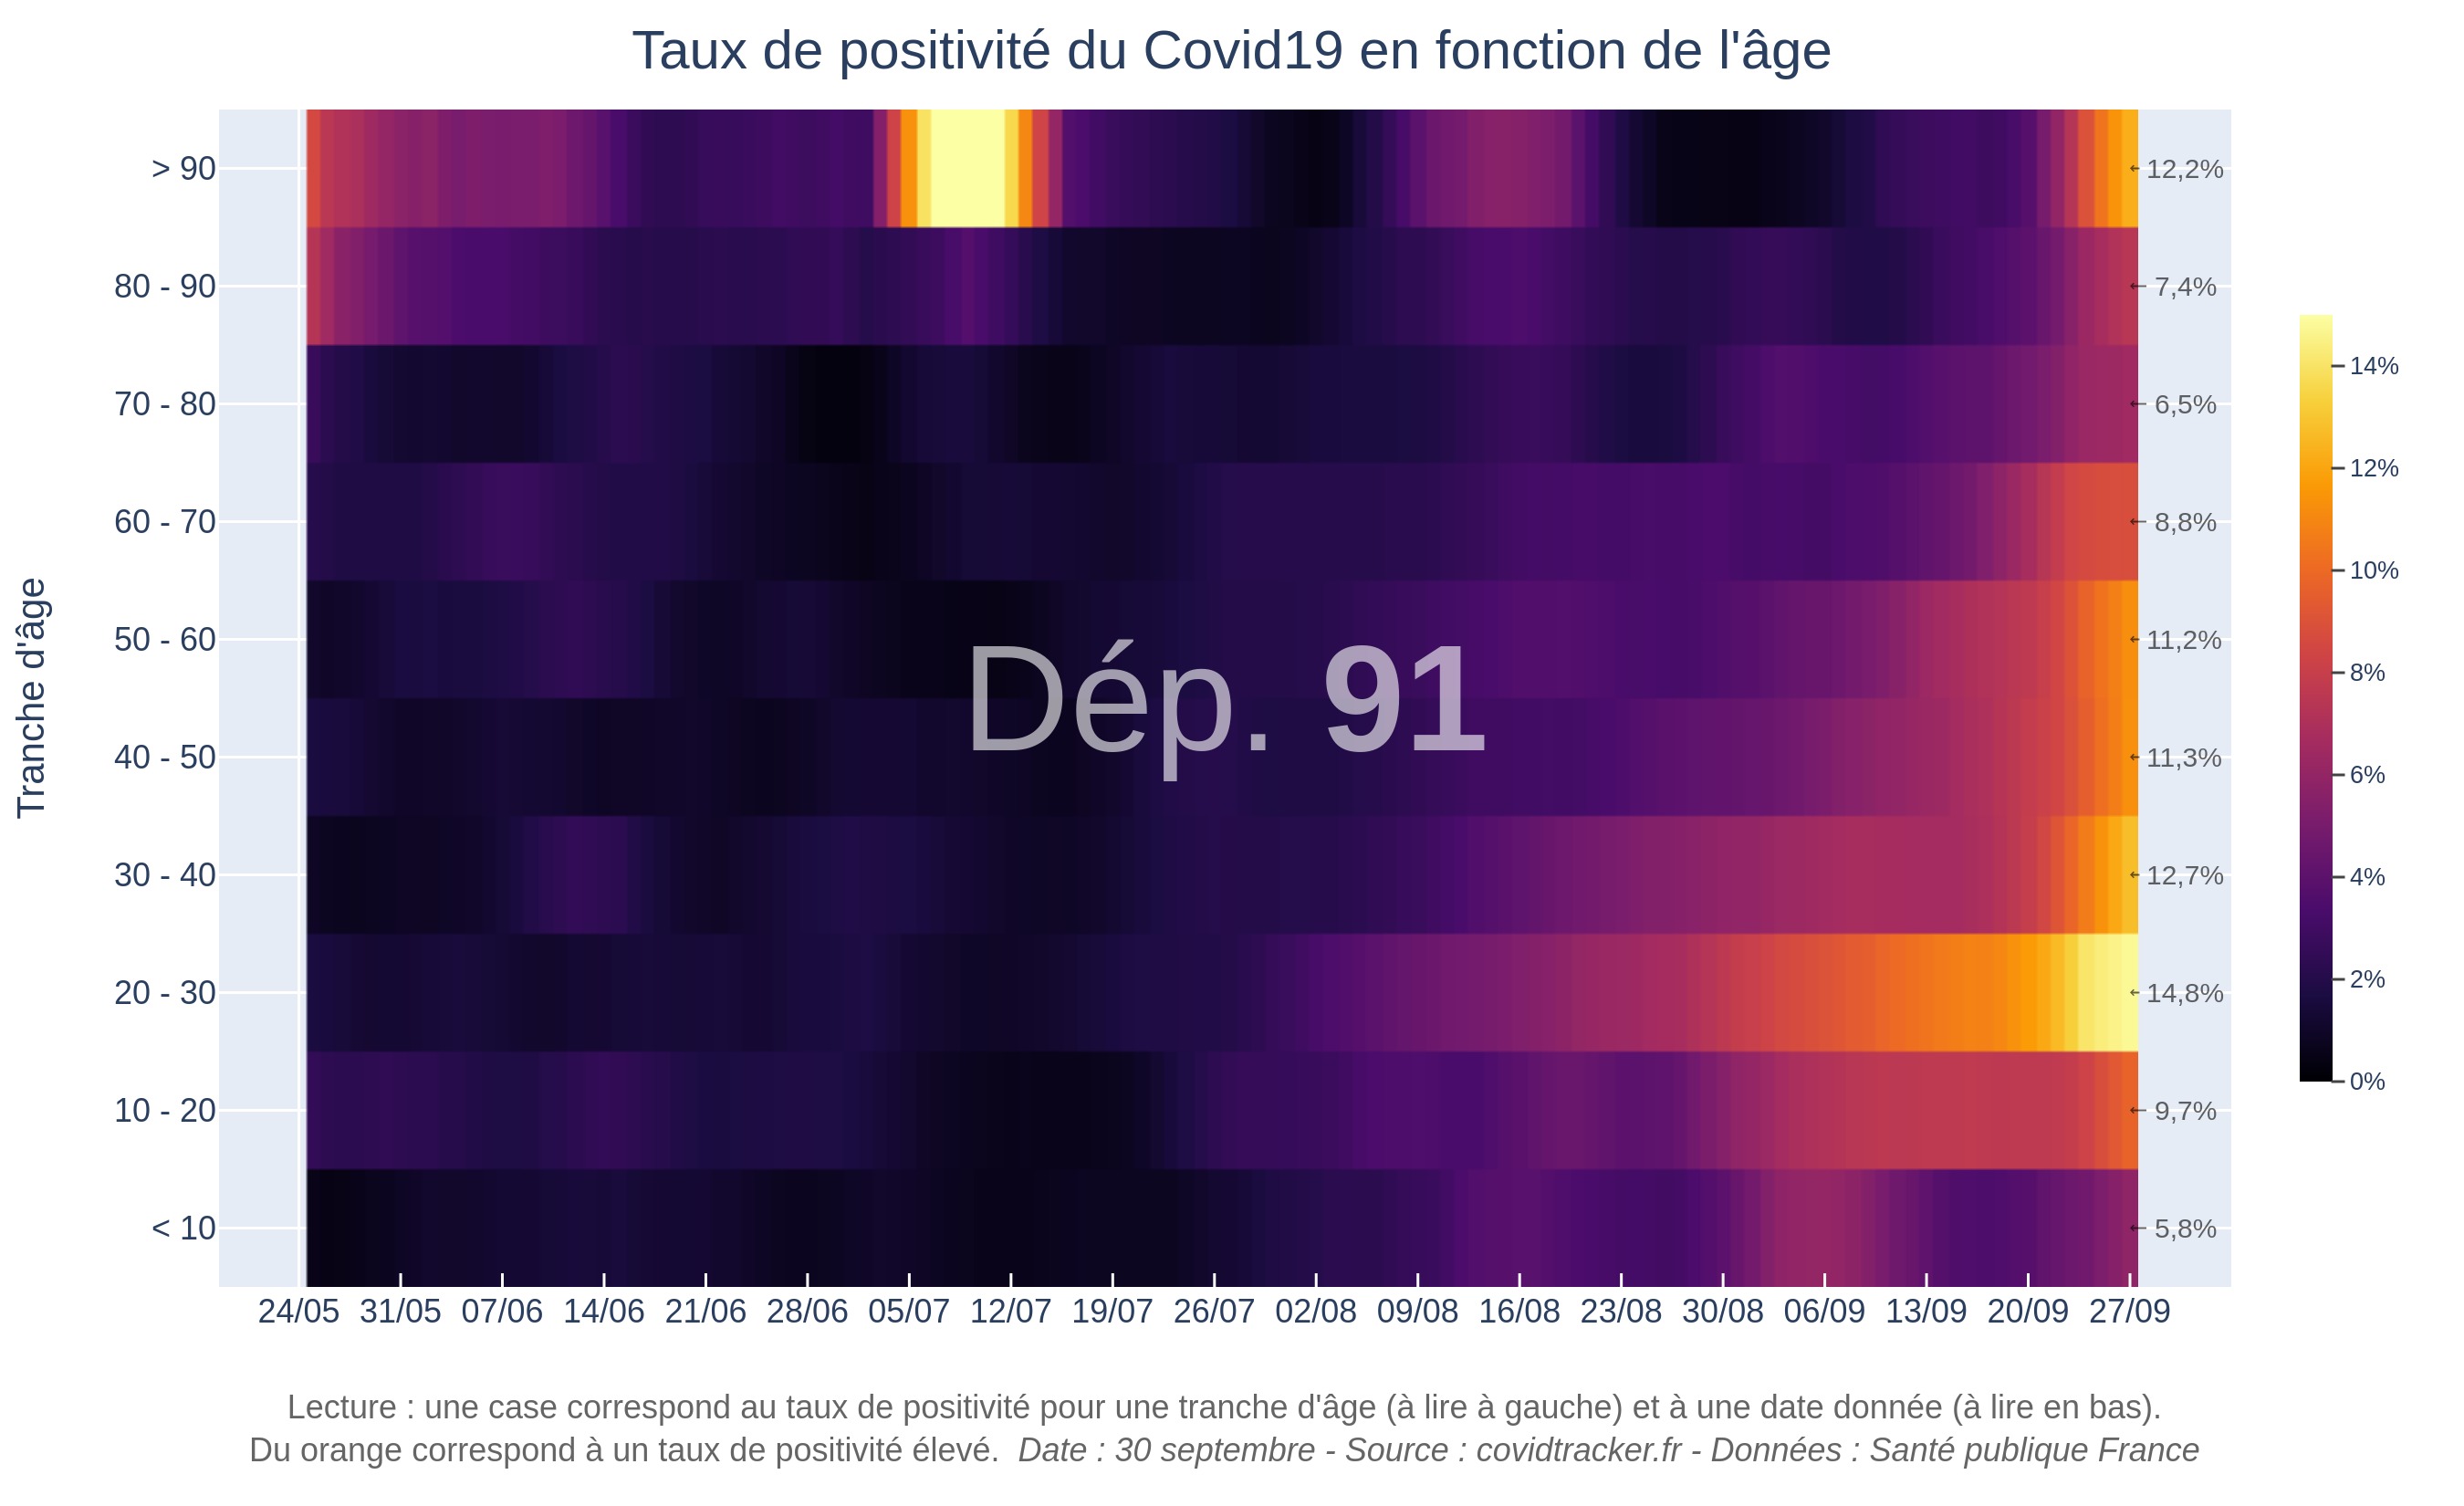 Taux de positivité du Covid19 en fonction de l'âge
Tranche d'âge
> 90
80 - 90
70 - 80
60 - 70
50 - 60
40 - 50
30 - 40
20 - 30
10 - 20
< 10
Dép. 91
12,2%
7,4%
6,5%
8,8%
11,2%
11,3%
12,7%
14,8%
9,7%
5,8%
14%
12%
10%
8%
6%
4%
2%
0%
24/05 31/05 07/06 14/06 21/06 28/06 05/07 12/07 19/07 26/07 02/08 09/08 16/08 23/08 30/08 06/09 13/09 20/09 27/09
Lecture : une case correspond au taux de positivité pour une tranche d'âge (à lire à gauche) et à une date donnée (à lire en bas).
Du orange correspond à un taux de positivité élevé. Date : 30 septembre - Source : covidtracker.fr - Données : Santé publique France